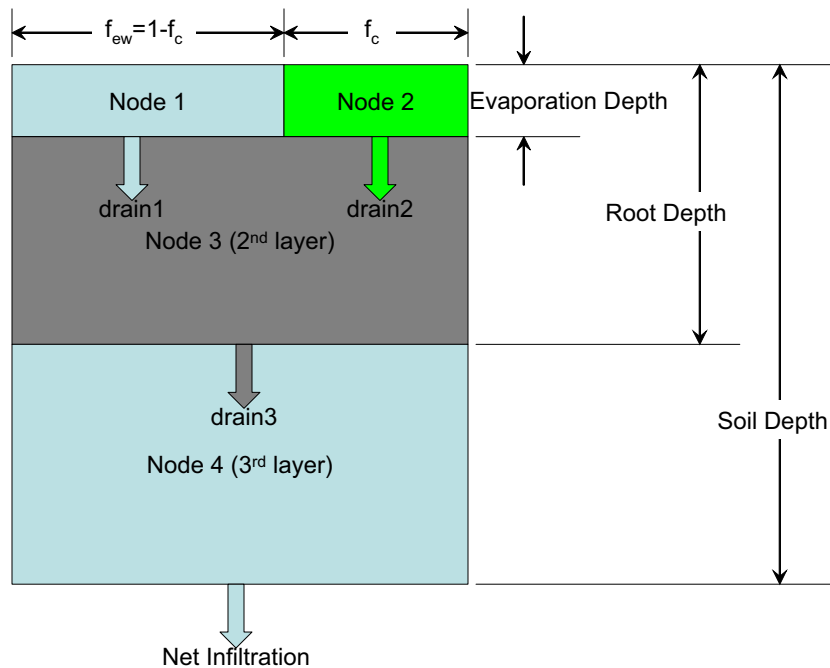 f_ew=1-f_c
f_c
Node 1
Node 2
Evaporation Depth
drain1
drain2
Root Depth
Node 3 (2nd layer)
drain3
Soil Depth
Node 4 (3rd layer)
Net Infiltration